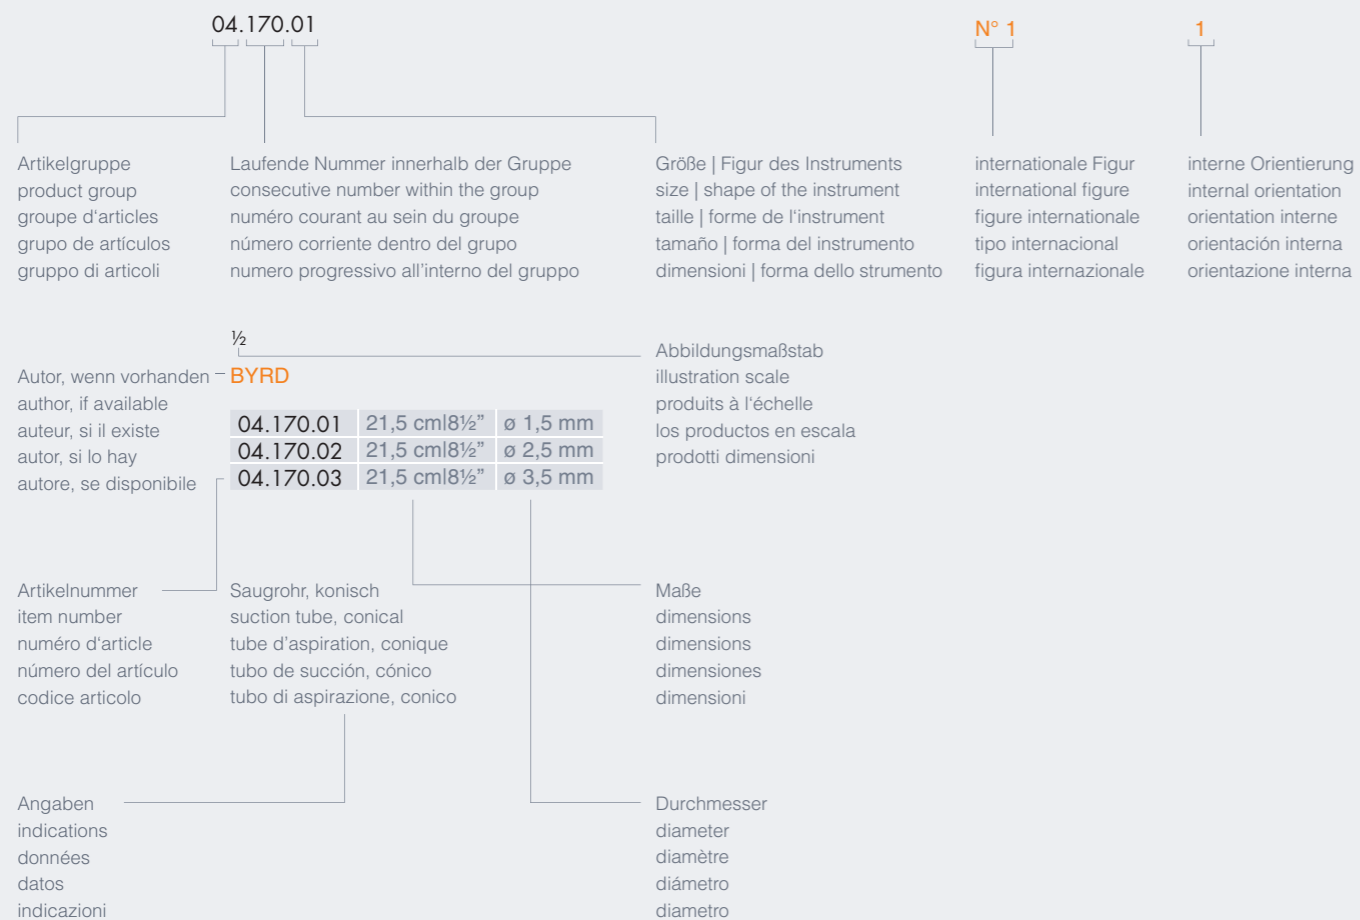 04.170.01
N° 1
1
Artikelgruppe
product group
groupe d‘articles
grupo de artículos
gruppo di articoli
Laufende Nummer innerhalb der Gruppe
consecutive number within the group
numéro courant au sein du groupe
número corriente dentro del grupo
numero progressivo all’interno del gruppo
Größe | Figur des Instruments
size | shape of the instrument
taille | forme de l‘instrument
tamaño | forma del instrumento
dimensioni | forma dello strumento
internationale Figur
international figure
figure internationale
tipo internacional
figura internazionale
interne Orientierung
internal orientation
orientation interne
orientación interna
orientazione interna
½
Abbildungsmaßstab
illustration scale
produits à l‘échelle
los productos en escala
prodotti dimensioni
Autor, wenn vorhanden
author, if available
auteur, si il existe
autor, si lo hay
autore, se disponibile
BYRD
04.170.01 21,5 cm|8½” ø 1,5 mm
04.170.02 21,5 cm|8½” ø 2,5 mm
04.170.03 21,5 cm|8½” ø 3,5 mm
Artikelnummer
item number
numéro d‘article
número del artículo
codice articolo
Saugrohr, konisch
suction tube, conical
tube d’aspiration, conique
tubo de succión, cónico
tubo di aspirazione, conico
Maße
dimensions
dimensions
dimensiones
dimensioni
Angaben
indications
données
datos
indicazioni
Durchmesser
diameter
diamètre
diámetro
diametro